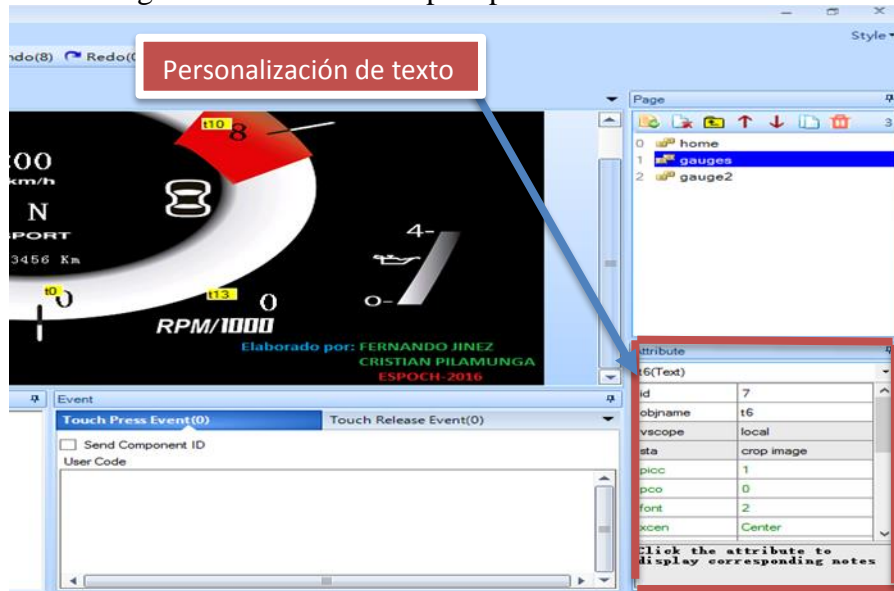 Style
ndo(8) Redo(
Personalización de texto
Page
3
0 home
1 gauges
2 gauge2
t10
8
:00
km/h
N
SPORT
3456 Km
t0
0
t13
0
4-
0-
RPM/1000
Elaborado por: FERNANDO JINEZ
CRISTIAN PILAMUNGA
ESPOCH-2016
Attribute
t6(Text)
id 7
objname t6
vscope local
sta crop image
picc 1
pco 0
font 2
xcen Center
Click the attribute to
display corresponding notes
Event
Touch Press Event(0) Touch Release Event(0)
Send Component ID
User Code